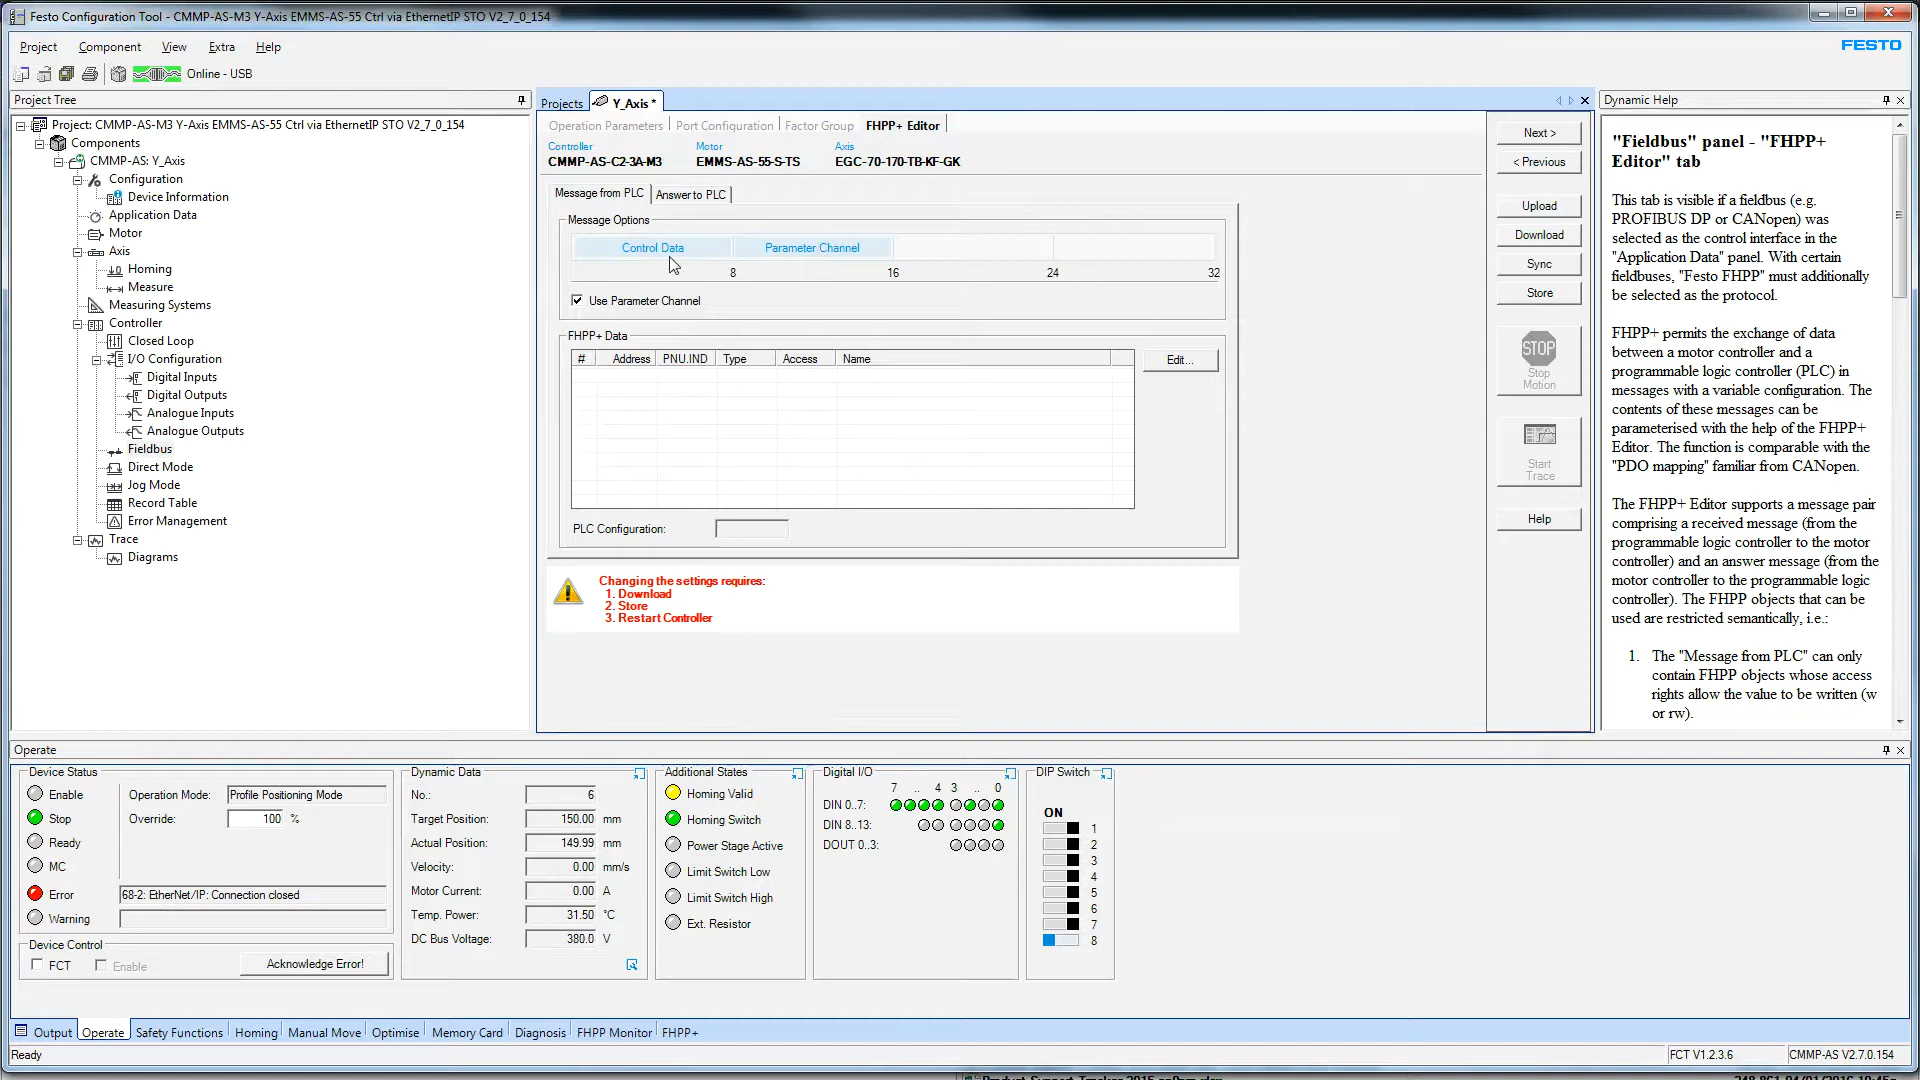 Festo Configuration Tool - CMMP-AS-M3 Y-Axis EMMS-AS-55 Ctrl via EthernetIP STO V2_7_0_154
Project Component View Extra Help
FESTO
Online - USB
Project Tree
Project: CMMP-AS-M3 Y-Axis EMMS-AS-55 Ctrl via EthernetIP STO V2_7_0_154
Components
CMMP-AS: Y_Axis
Configuration
Device Information
Application Data
Motor
Axis
Homing
Measure
Measuring Systems
Controller
Closed Loop
I/O Configuration
Digital Inputs
Digital Outputs
Analogue Inputs
Analogue Outputs
Fieldbus
Direct Mode
Jog Mode
Record Table
Error Management
Trace
Diagrams
Projects Y_Axis *
Operation Parameters Port Configuration Factor Group FHPP+ Editor
Controller Motor Axis
CMMP-AS-C2-3A-M3 EMMS-AS-55-S-TS EGC-70-170-TB-KF-GK
Message from PLC Answer to PLC
Message Options
Control Data Parameter Channel
8 16 24 32
Use Parameter Channel
FHPP+ Data
# Address PNU.IND Type Access Name
Edit...
PLC Configuration:
Changing the settings requires:
1. Download
2. Store
3. Restart Controller
Next >
< Previous
Upload
Download
Sync
Store
STOP
Stop
Motion
Start
Trace
Help
Dynamic Help
"Fieldbus" panel - "FHPP+
Editor" tab
This tab is visible if a fieldbus (e.g.
PROFIBUS DP or CANopen) was
selected as the control interface in the
"Application Data" panel. With certain
fieldbuses, "Festo FHPP" must additionally
be selected as the protocol.
FHPP+ permits the exchange of data
between a motor controller and a
programmable logic controller (PLC) in
messages with a variable configuration. The
contents of these messages can be
parameterised with the help of the FHPP+
Editor. The function is comparable with the
"PDO mapping" familiar from CANopen.
The FHPP+ Editor supports a message pair
comprising a received message (from the
programmable logic controller to the motor
controller) and an answer message (from the
motor controller to the programmable logic
controller). The FHPP objects that can be
used are restricted semantically, i.e.:
1. The "Message from PLC" can only
contain FHPP objects whose access
rights allow the value to be written (w
or rw).
Operate
Device Status
Enable
Stop
Ready
MC
Error
Warning
Operation Mode: Profile Positioning Mode
Override: 100 %
68-2: EtherNet/IP: Connection closed
Device Control
FCT Enable Acknowledge Error!
Dynamic Data
No.: 6
Target Position: 150.00 mm
Actual Position: 149.99 mm
Velocity: 0.00 mm/s
Motor Current: 0.00 A
Temp. Power: 31.50 °C
DC Bus Voltage: 380.0 V
Additional States
Homing Valid
Homing Switch
Power Stage Active
Limit Switch Low
Limit Switch High
Ext. Resistor
Digital I/O
7 .. 4 3 .. 0
DIN 0..7:
DIN 8..13:
DOUT 0..3:
DIP Switch
ON
1
2
3
4
5
6
7
8
Output Operate Safety Functions Homing Manual Move Optimise Memory Card Diagnosis FHPP Monitor FHPP+
Ready
FCT V1.2.3.6 CMMP-AS V2.7.0.154